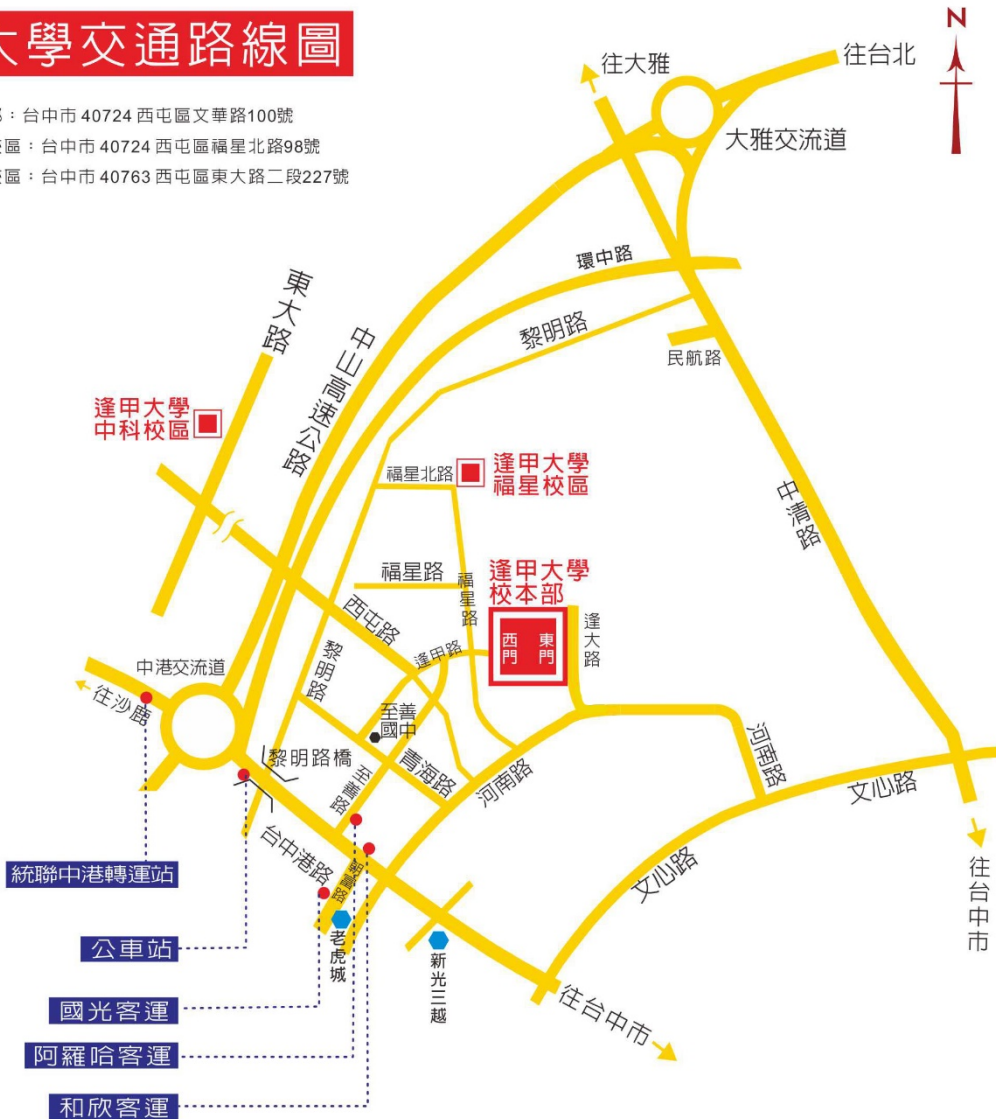 大學交通路線圖
：台中市 40724 西屯區文華路100號
區：台中市 40724 西屯區福星北路98號
區：台中市 40763 西屯區東大路二段227號
N
往大雅
往台北
大雅交流道
環中路
東大路
黎明路
民航路
中山高速公路
逢甲大學
中科校區
福星北路
逢甲大學
福星校區
中清路
福星路
福星路
逢甲大學
校本部
西門
東門
逢大路
西屯路
黎明路
逢甲路
中港交流道
往沙鹿
至善
國中
黎明路橋
青海路
至善路
河南路
河南路
文心路
文心路
台中港路
朝富路
統聯中港轉運站
往台中市
公車站
老虎城
新光三越
國光客運
往台中市
阿羅哈客運
和欣客運